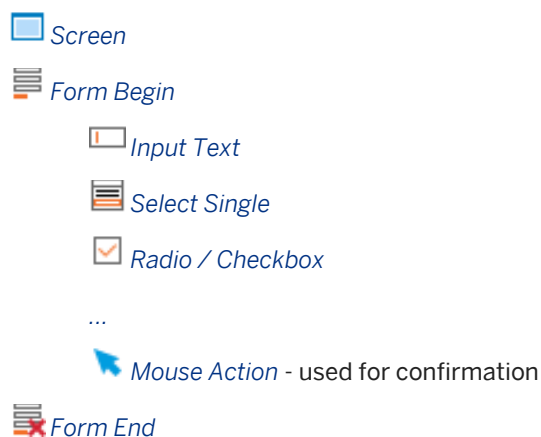 Screen
Form Begin
Input Text
Select Single
Radio / Checkbox
...
Mouse Action - used for confirmation
Form End